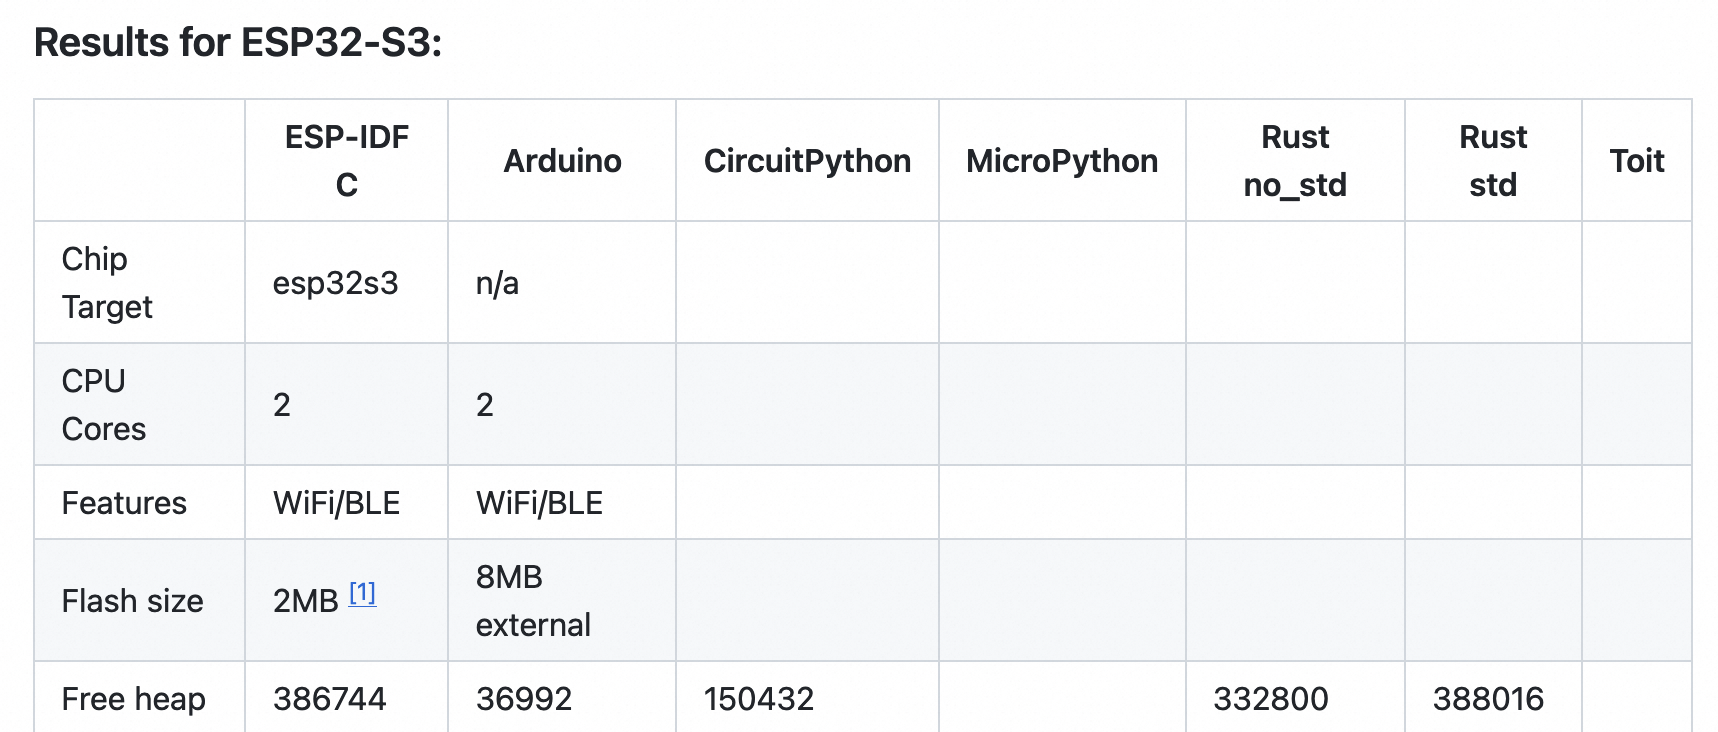 Results for ESP32-S3:
ESP-IDF
C
Arduino
CircuitPython
MicroPython
Rust
no_std
Rust
std
Toit
Chip
Target
esp32s3
n/a
CPU
Cores
2
2
Features
WiFi/BLE
WiFi/BLE
Flash size
2MB [1]
8MB
external
Free heap
386744
36992
150432
332800
388016